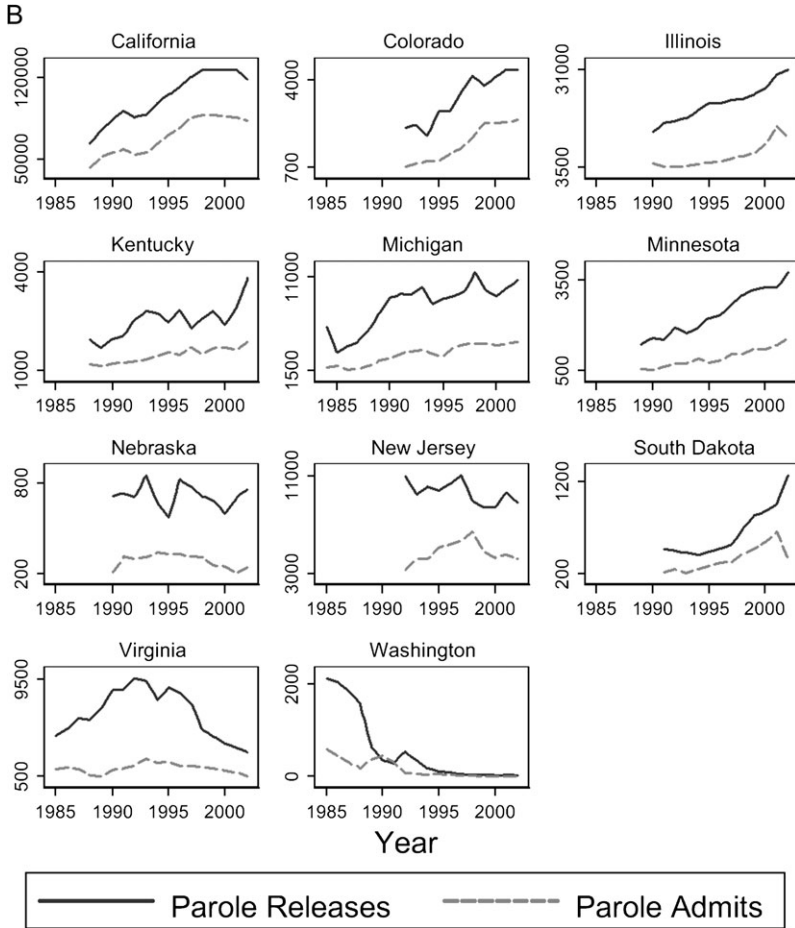 B
California
120000
50000
1985 1990 1995 2000
Colorado
4000
700
1985 1990 1995 2000
Illinois
31000
3500
1985 1990 1995 2000
Kentucky
4000
1000
1985 1990 1995 2000
Michigan
11000
1500
1985 1990 1995 2000
Minnesota
3500
500
1985 1990 1995 2000
Nebraska
800
200
1985 1990 1995 2000
New Jersey
11000
3000
1985 1990 1995 2000
South Dakota
1200
200
1985 1990 1995 2000
Virginia
9500
500
1985 1990 1995 2000
Washington
2000
0
1985 1990 1995 2000
Year
Parole Releases
Parole Admits